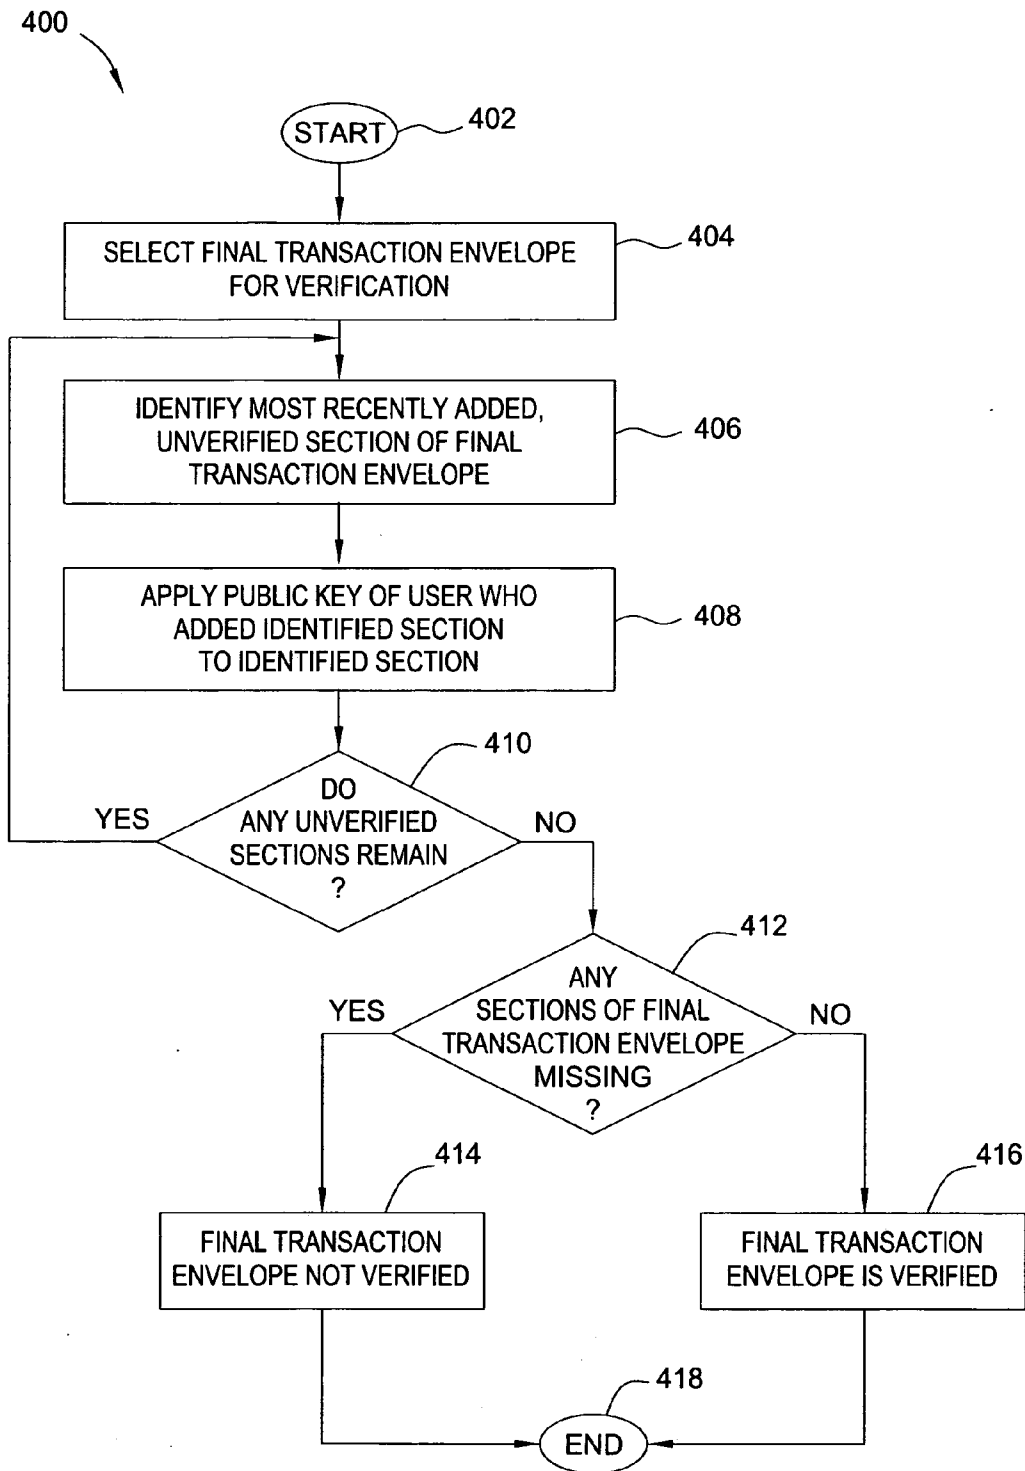 400
START
402
SELECT FINAL TRANSACTION ENVELOPE
FOR VERIFICATION
404
IDENTIFY MOST RECENTLY ADDED,
UNVERIFIED SECTION OF FINAL
TRANSACTION ENVELOPE
406
APPLY PUBLIC KEY OF USER WHO
ADDED IDENTIFIED SECTION
TO IDENTIFIED SECTION
408
410
DO
ANY UNVERIFIED
SECTIONS REMAIN
?
YES
NO
412
ANY
SECTIONS OF FINAL
TRANSACTION ENVELOPE
MISSING
?
YES
NO
414
FINAL TRANSACTION
ENVELOPE NOT VERIFIED
416
FINAL TRANSACTION
ENVELOPE IS VERIFIED
418
END